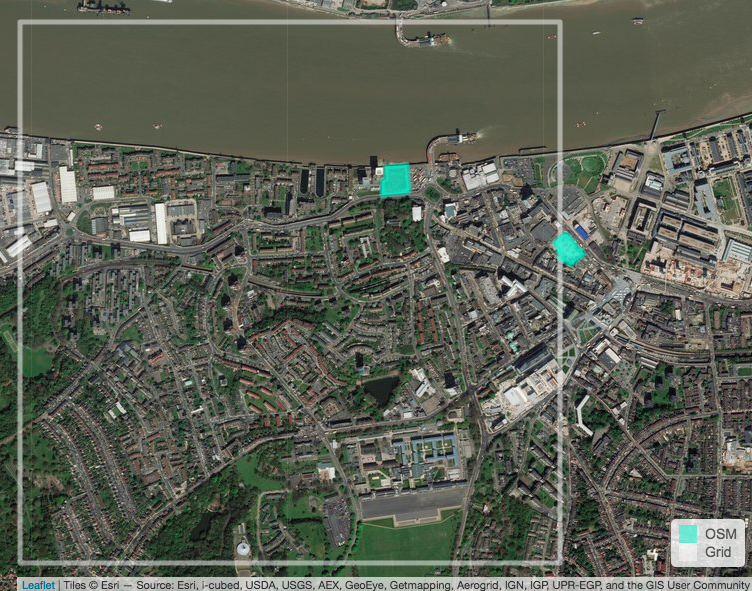 OSM
Grid
Leaflet | Tiles © Esri — Source: Esri, i-cubed, USDA, USGS, AEX, GeoEye, Getmapping, Aerogrid, IGN, IGP, UPR-EGP, and the GIS User Community